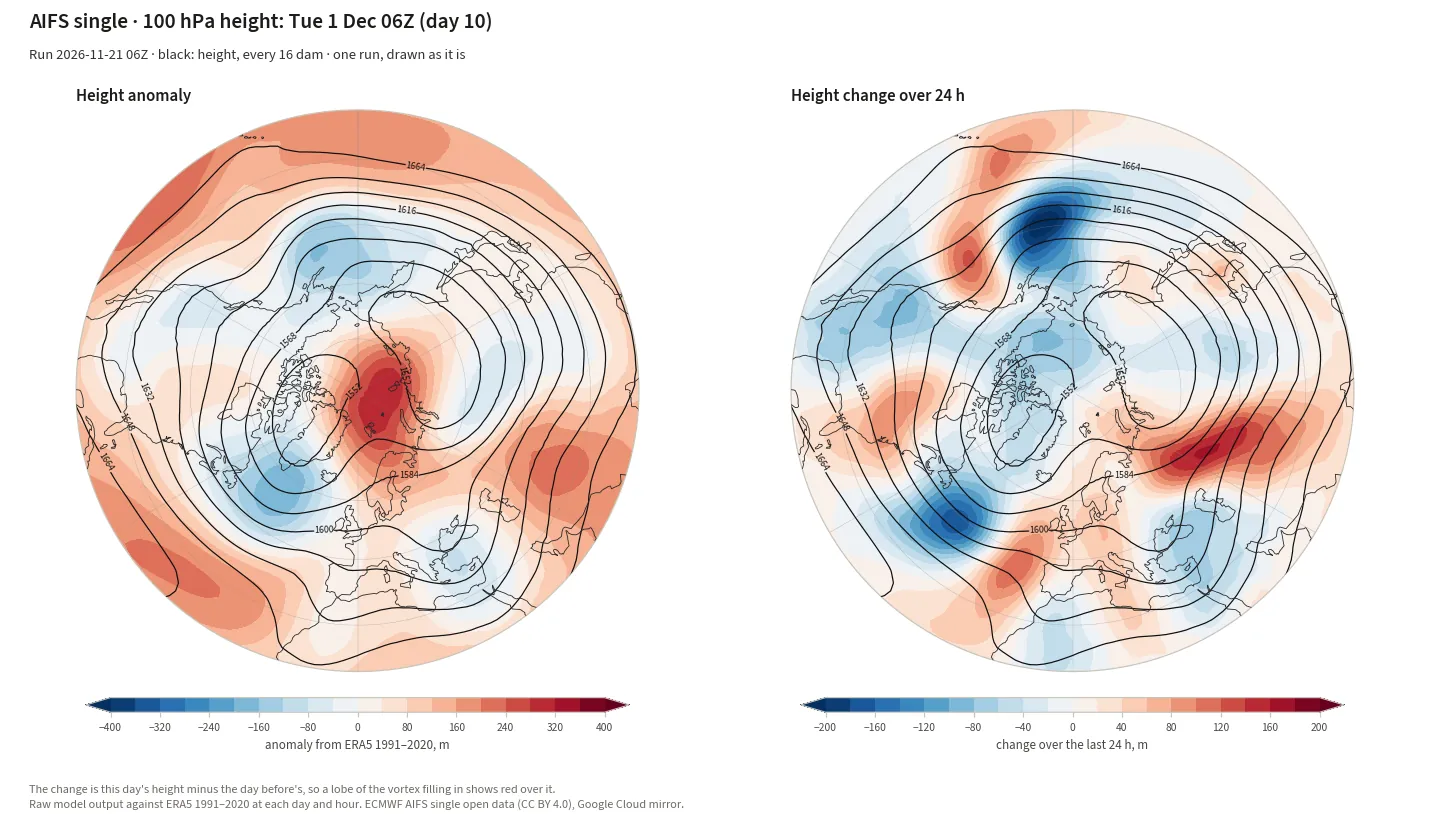 AIFS single · 100 hPa height: Tue 1 Dec 06Z (day 10)
Run 2026-11-21 06Z · black: height, every 16 dam · one run, drawn as it is
Height anomaly
Height change over 24 h
1664
1616
1568
1552
1552
1632
1648
1664
1584
1600
1664
1616
1568
1552
1552
1632
1648
1664
1584
1600
−400 −320 −240 −160 −80 0 80 160 240 320 400
anomaly from ERA5 1991–2020, m
−200 −160 −120 −80 −40 0 40 80 120 160 200
change over the last 24 h, m
The change is this day's height minus the day before's, so a lobe of the vortex filling in shows red over it.
Raw model output against ERA5 1991–2020 at each day and hour. ECMWF AIFS single open data (CC BY 4.0), Google Cloud mirror.